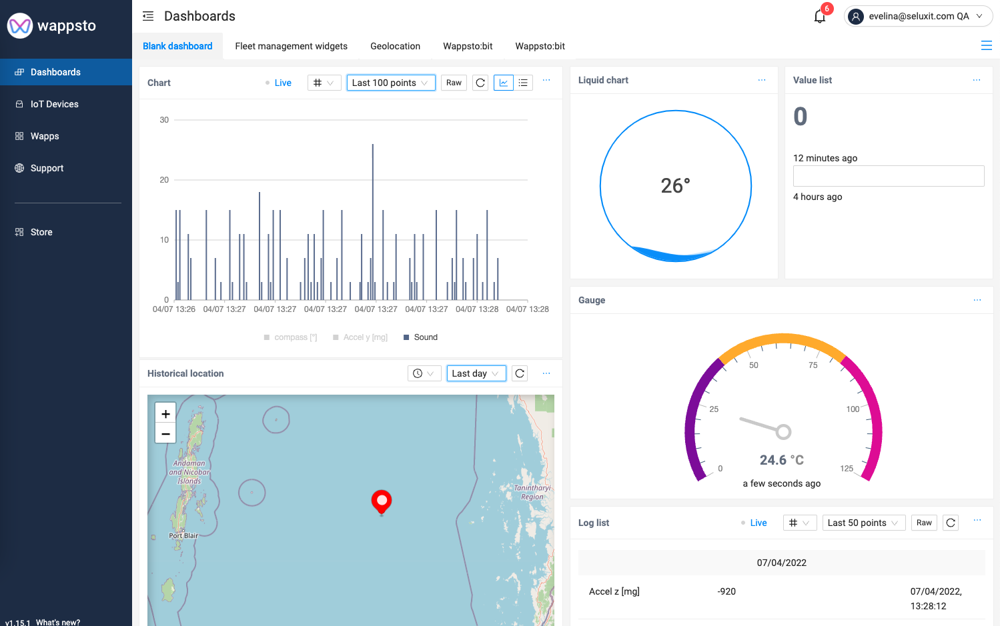 wappsto
Dashboards
6
evelina@seluxit.com QA
Dashboards
IoT Devices
Wapps
Support
Store
v1.15.1 What's new?
Blank dashboard
Fleet management widgets
Geolocation
Wappsto:bit
Wappsto:bit
Chart
Live
#
Last 100 points
Raw
30
20
10
0
04/07 13:26 04/07 13:27 04/07 13:27 04/07 13:27 04/07 13:27 04/07 13:27 04/07 13:28 04/07 13:28
compass [°] Accel y [mg] Sound
Liquid chart
26°
Value list
0
12 minutes ago
4 hours ago
Gauge
0
25
50
75
100
125
24.6 °C
a few seconds ago
Historical location
Last day
+
−
Andaman
and Nicobar
Islands
Port Blair
Tanintharyi
Region
Log list
Live
#
Last 50 points
Raw
07/04/2022
Accel z [mg] -920 07/04/2022,
13:28:12